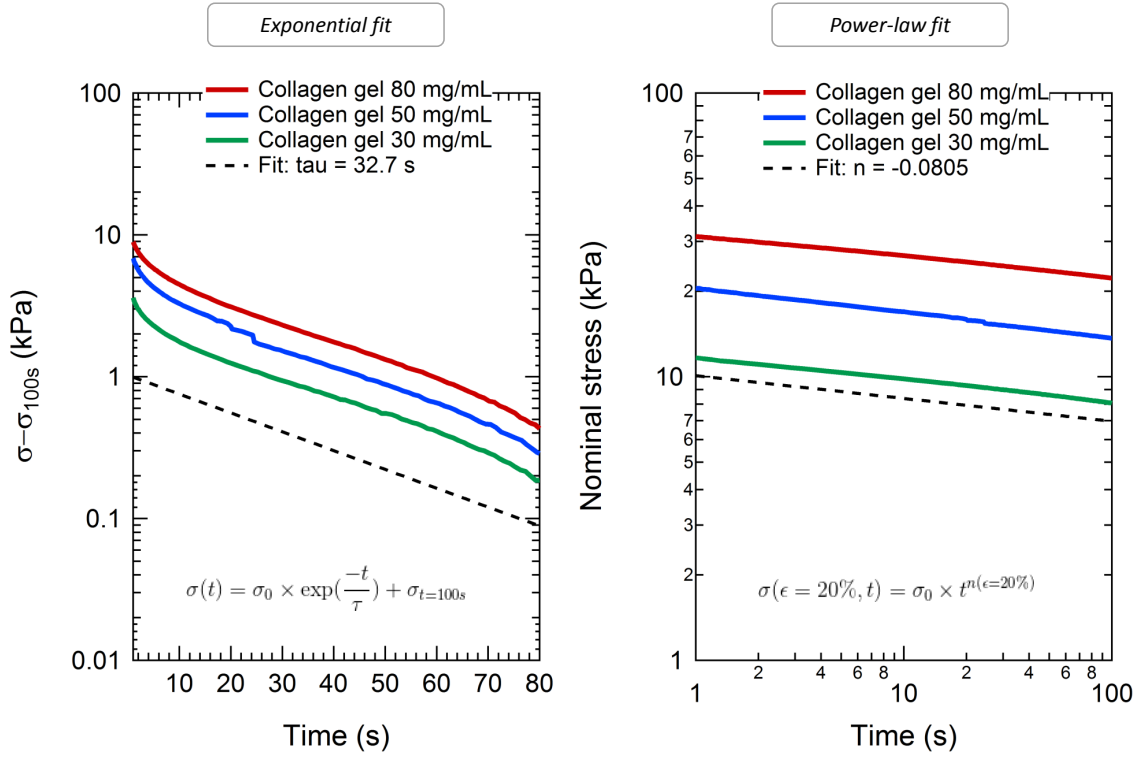 Exponential fit
Collagen gel 80 mg/mL
Collagen gel 50 mg/mL
Collagen gel 30 mg/mL
Fit: tau = 32.7 s
100
10
1
0.1
0.01
σ−σ100s (kPa)
σ(t) = σ0 × exp(−t/τ) + σt=100s
10 20 30 40 50 60 70 80
Time (s)
Power-law fit
Collagen gel 80 mg/mL
Collagen gel 50 mg/mL
Collagen gel 30 mg/mL
Fit: n = -0.0805
100
8
7
6
5
4
3
2
10
8
7
6
5
4
3
2
1
Nominal stress (kPa)
σ(ϵ = 20%, t) = σ0 × t^n(ϵ=20%)
1 2 4 6 8 10 2 4 6 8 100
Time (s)